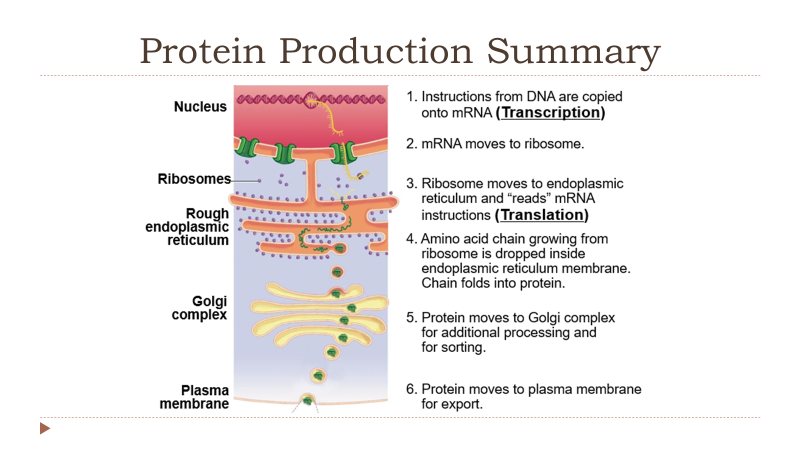 Protein Production Summary
Nucleus
Ribosomes
Rough
endoplasmic
reticulum
Golgi
complex
Plasma
membrane
1. Instructions from DNA are copied
onto mRNA (Transcription)
2. mRNA moves to ribosome.
3. Ribosome moves to endoplasmic
reticulum and “reads” mRNA
instructions (Translation)
4. Amino acid chain growing from
ribosome is dropped inside
endoplasmic reticulum membrane.
Chain folds into protein.
5. Protein moves to Golgi complex
for additional processing and
for sorting.
6. Protein moves to plasma membrane
for export.